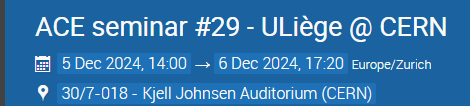 ACE seminar #29 - ULiège @ CERN
5 Dec 2024, 14:00 → 6 Dec 2024, 17:20 Europe/Zurich
30/7-018 - Kjell Johnsen Auditorium (CERN)